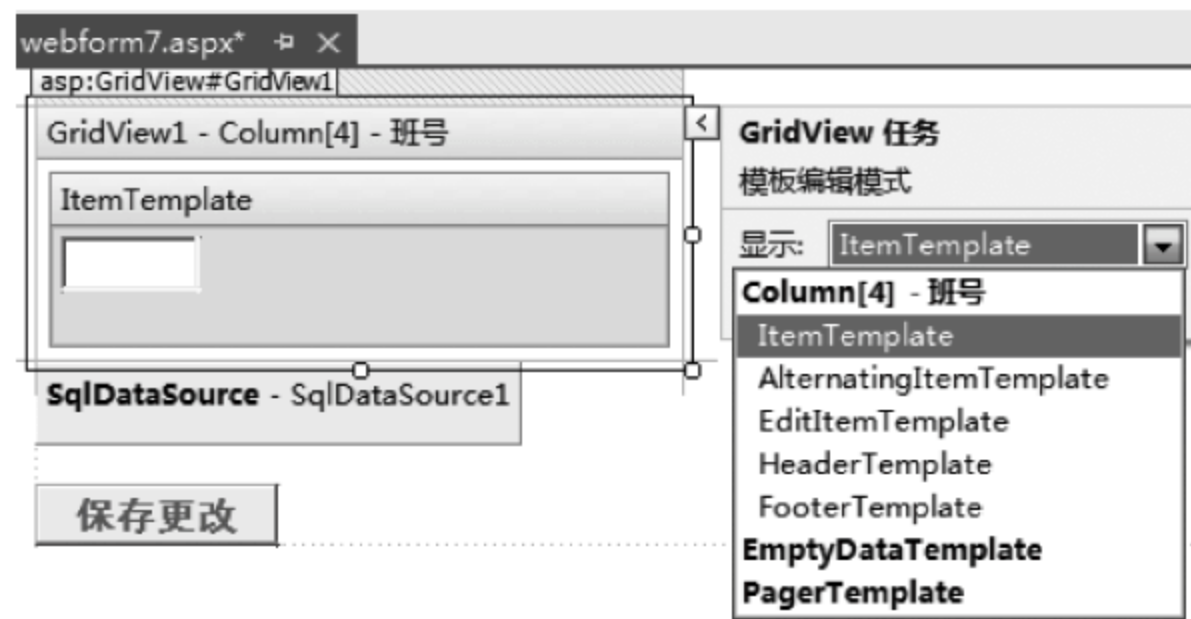 webform7.aspx*
asp:GridView#GridView1
GridView1 - Column[4] - 班号
ItemTemplate
SqlDataSource - SqlDataSource1
保存更改
GridView 任务
模板编辑模式
显示: ItemTemplate
Column[4] - 班号
ItemTemplate
AlternatingItemTemplate
EditItemTemplate
HeaderTemplate
FooterTemplate
EmptyDataTemplate
PagerTemplate